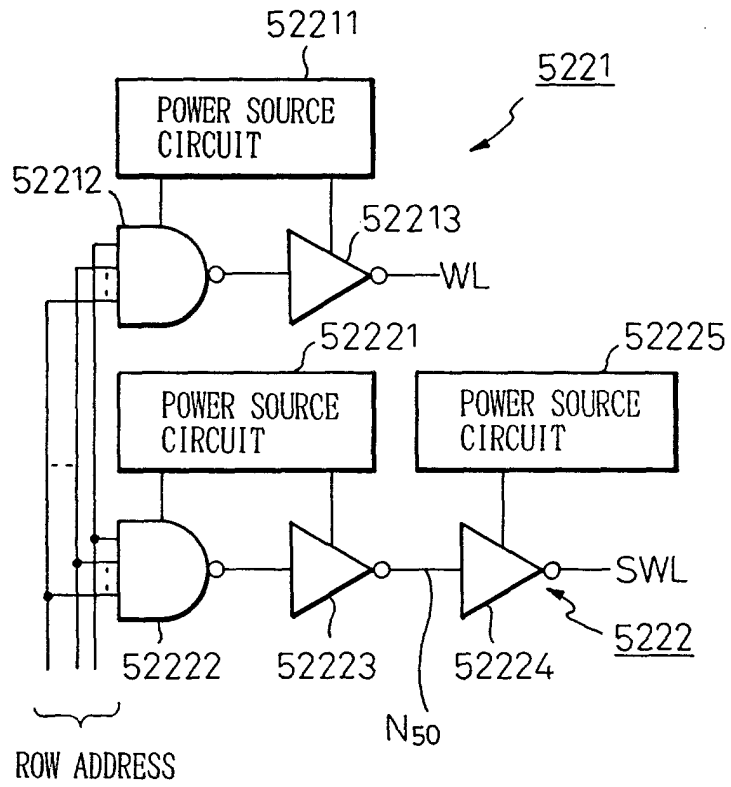 52211
5221
POWER SOURCE
CIRCUIT
52212
52213
WL
52221
52225
POWER SOURCE
CIRCUIT
POWER SOURCE
CIRCUIT
SWL
52222
52223
52224
5222
N50
ROW ADDRESS